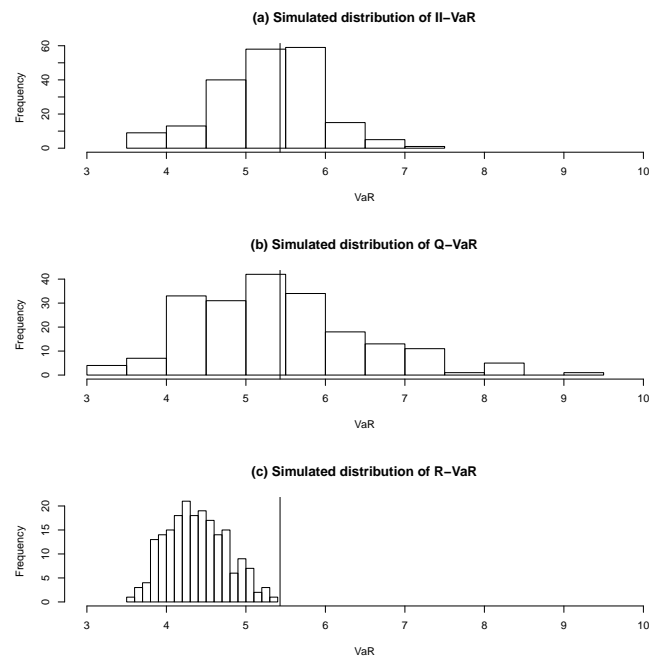 (a) Simulated distribution of II−VaR
Frequency
60
40
20
0
3 4 5 6 7 8 9 10
VaR
(b) Simulated distribution of Q−VaR
Frequency
40
30
20
10
0
3 4 5 6 7 8 9 10
VaR
(c) Simulated distribution of R−VaR
Frequency
20
15
10
5
0
3 4 5 6 7 8 9 10
VaR